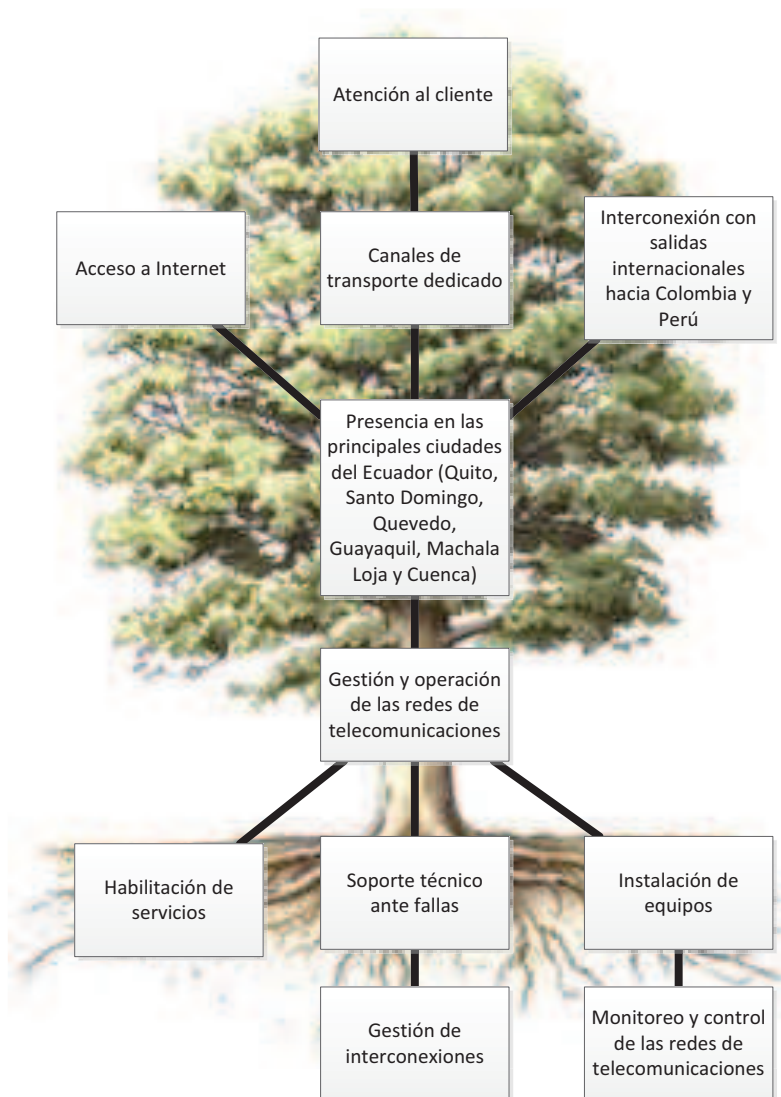 Atención al cliente
Acceso a Internet
Canales de
transporte dedicado
Interconexión con
salidas
internacionales
hacia Colombia y
Perú
Presencia en las
principales ciudades
del Ecuador (Quito,
Santo Domingo,
Quevedo,
Guayaquil, Machala
Loja y Cuenca)
Gestión y operación
de las redes de
telecomunicaciones
Habilitación de
servicios
Soporte técnico
ante fallas
Instalación de
equipos
Gestión de
interconexiones
Monitoreo y control
de las redes de
telecomunicaciones